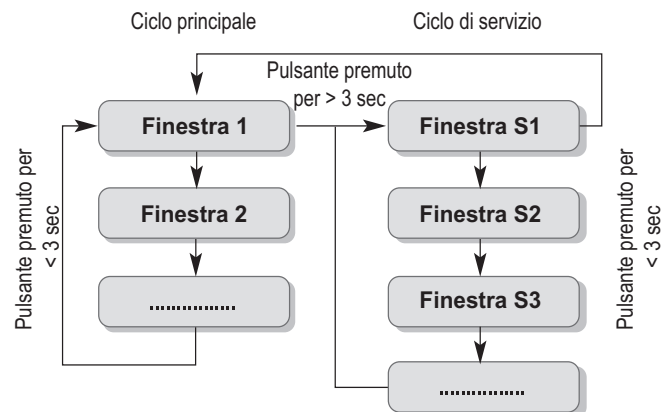 Ciclo principale
Ciclo di servizio
Pulsante premuto
per > 3 sec
Finestra 1
Finestra S1
Finestra 2
Finestra S2
Finestra S3
................
................
Pulsante premuto per
< 3 sec
Pulsante premuto per
< 3 sec